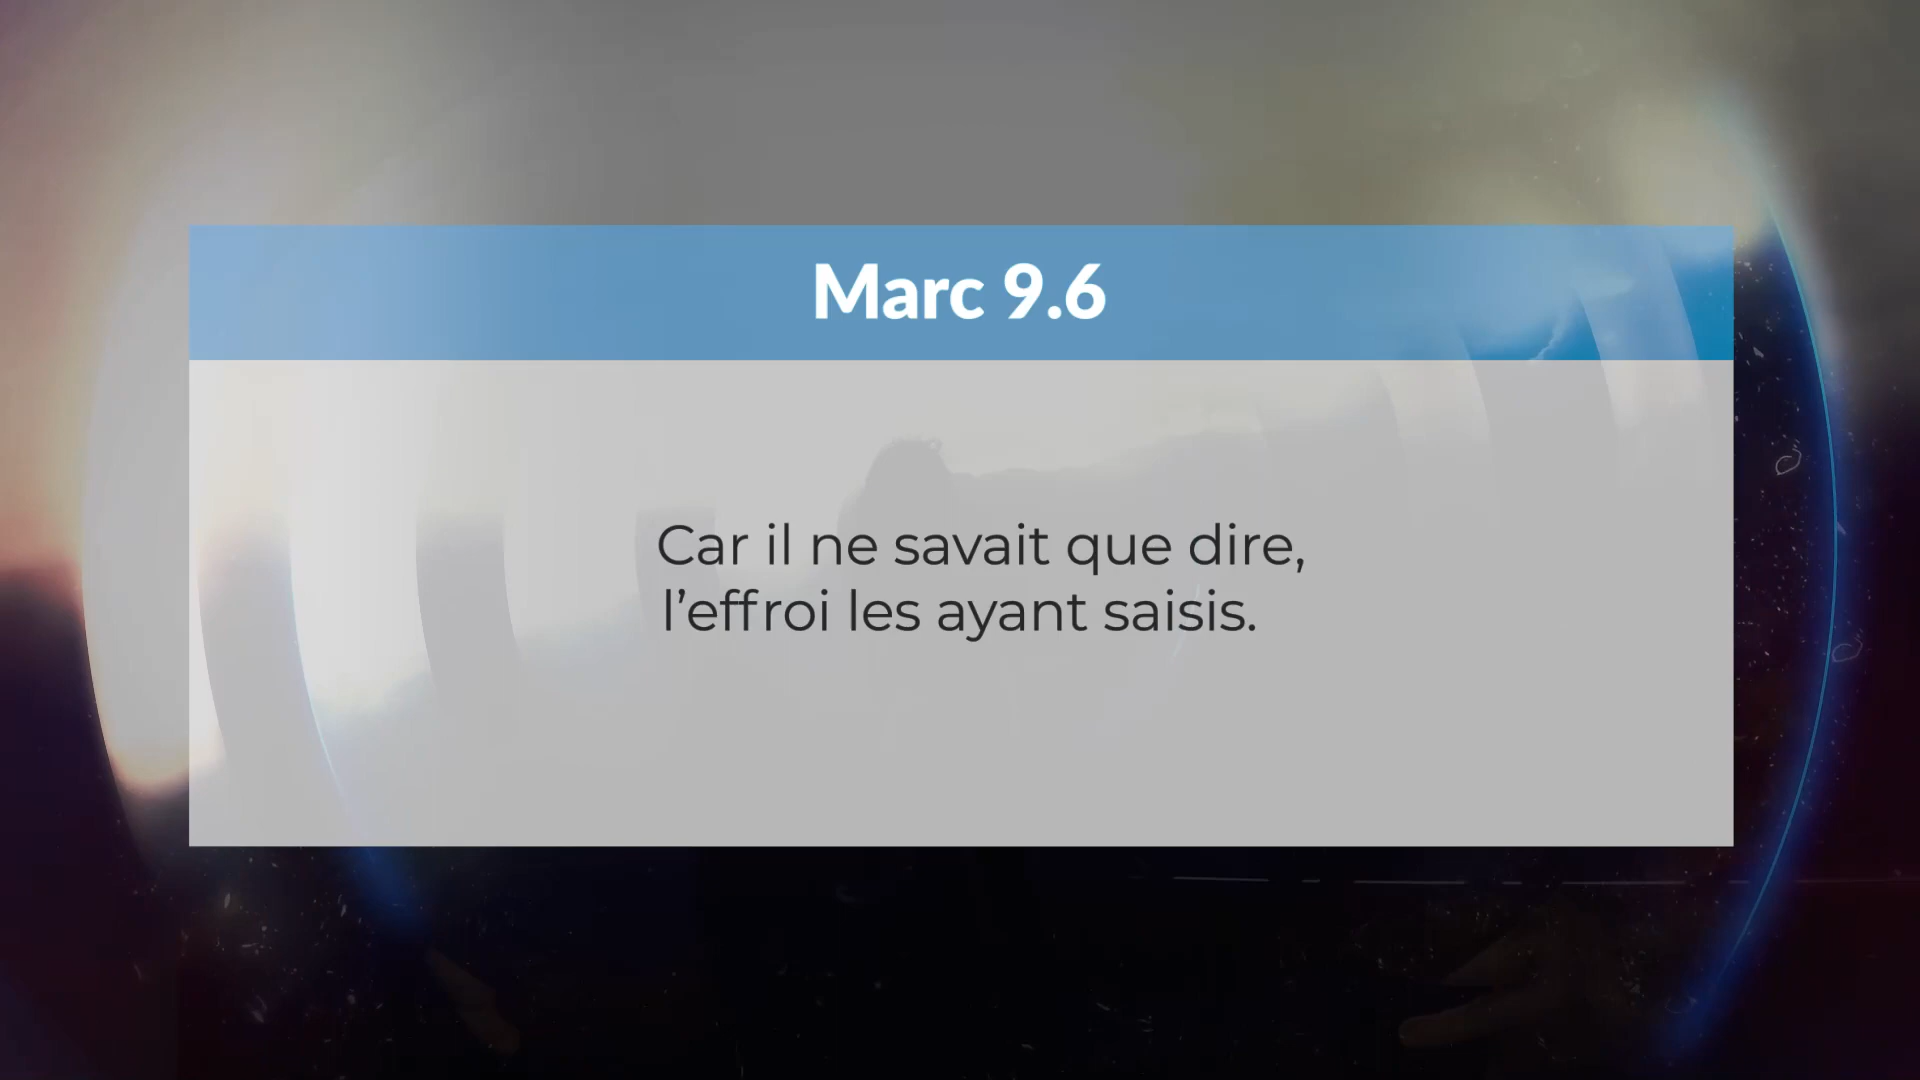 Marc 9.6
Car il ne savait que dire,
l’effroi les ayant saisis.